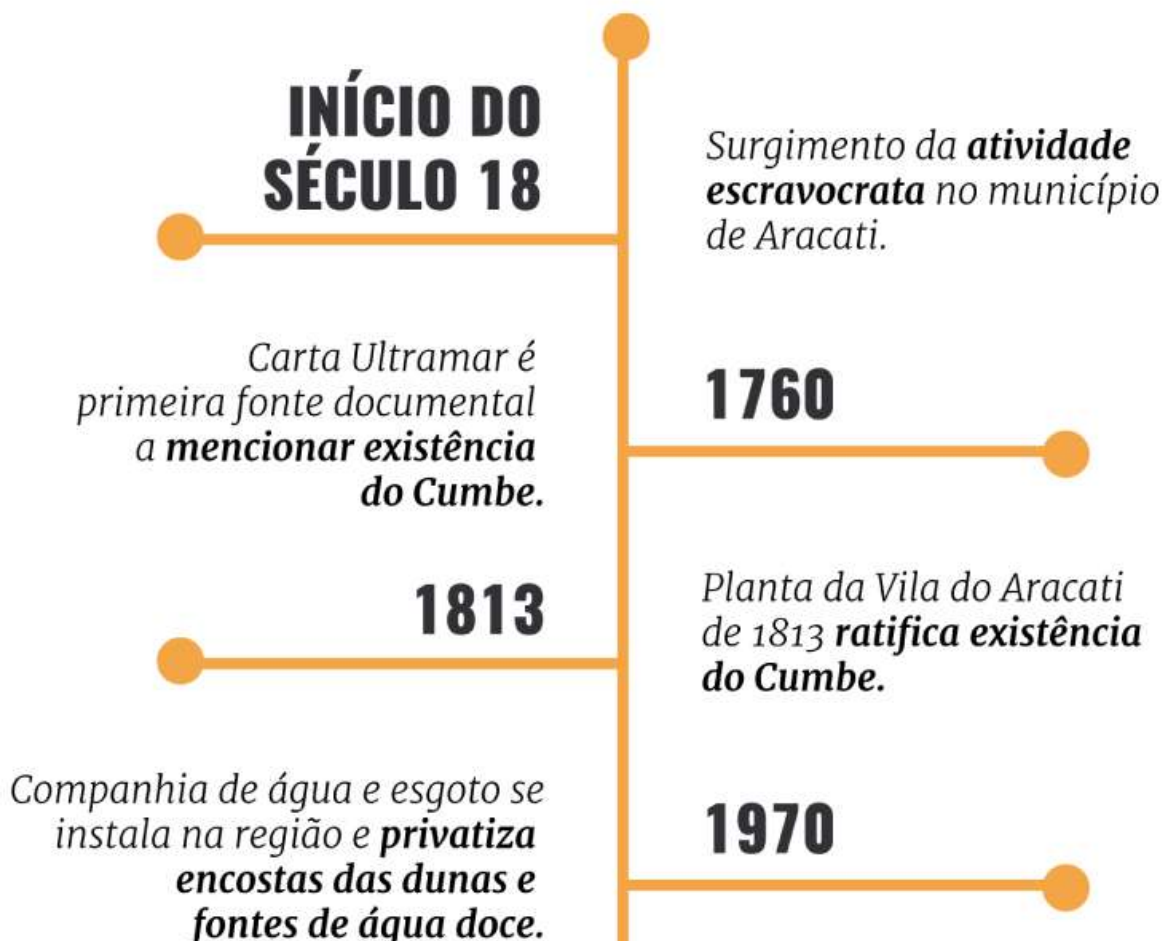 INÍCIO DO
SÉCULO 18
Surgimento da atividade
escravocrata no município
de Aracati.
1760
Carta Ultramar é
primeira fonte documental
a mencionar existência
do Cumbe.
1813
Planta da Vila do Aracati
de 1813 ratifica existência
do Cumbe.
1970
Companhia de água e esgoto se
instala na região e privatiza
encostas das dunas e
fontes de água doce.